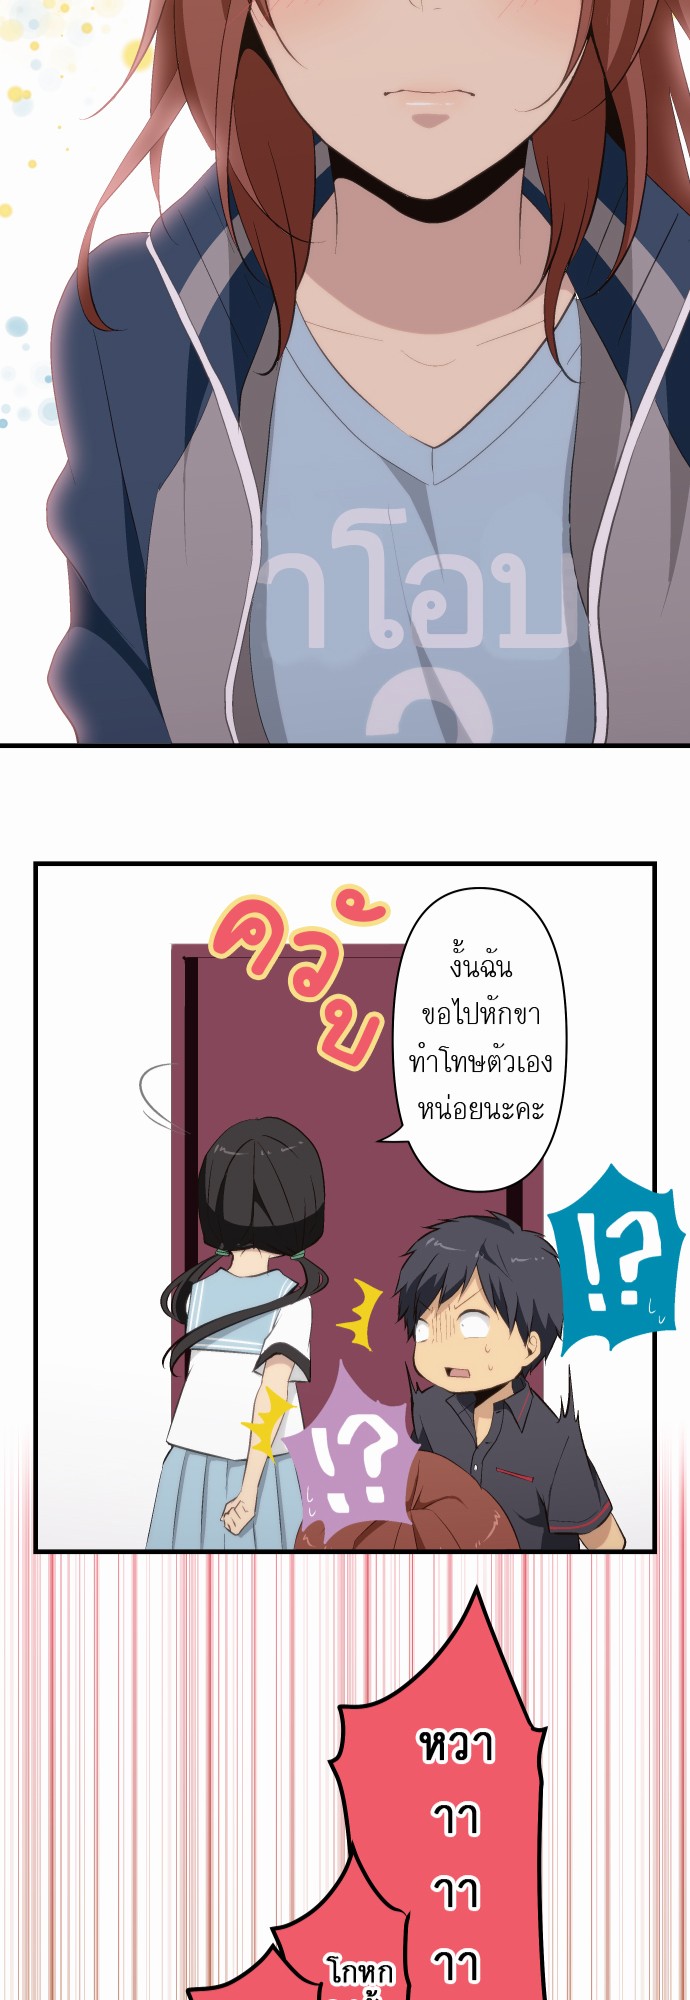 าโอบ
ควับ
งั้นฉัน
ขอไปหักขา
ทำโทษตัวเอง
หน่อยนะคะ
!?
!?
หวา
าา
าา
าา
โกหก